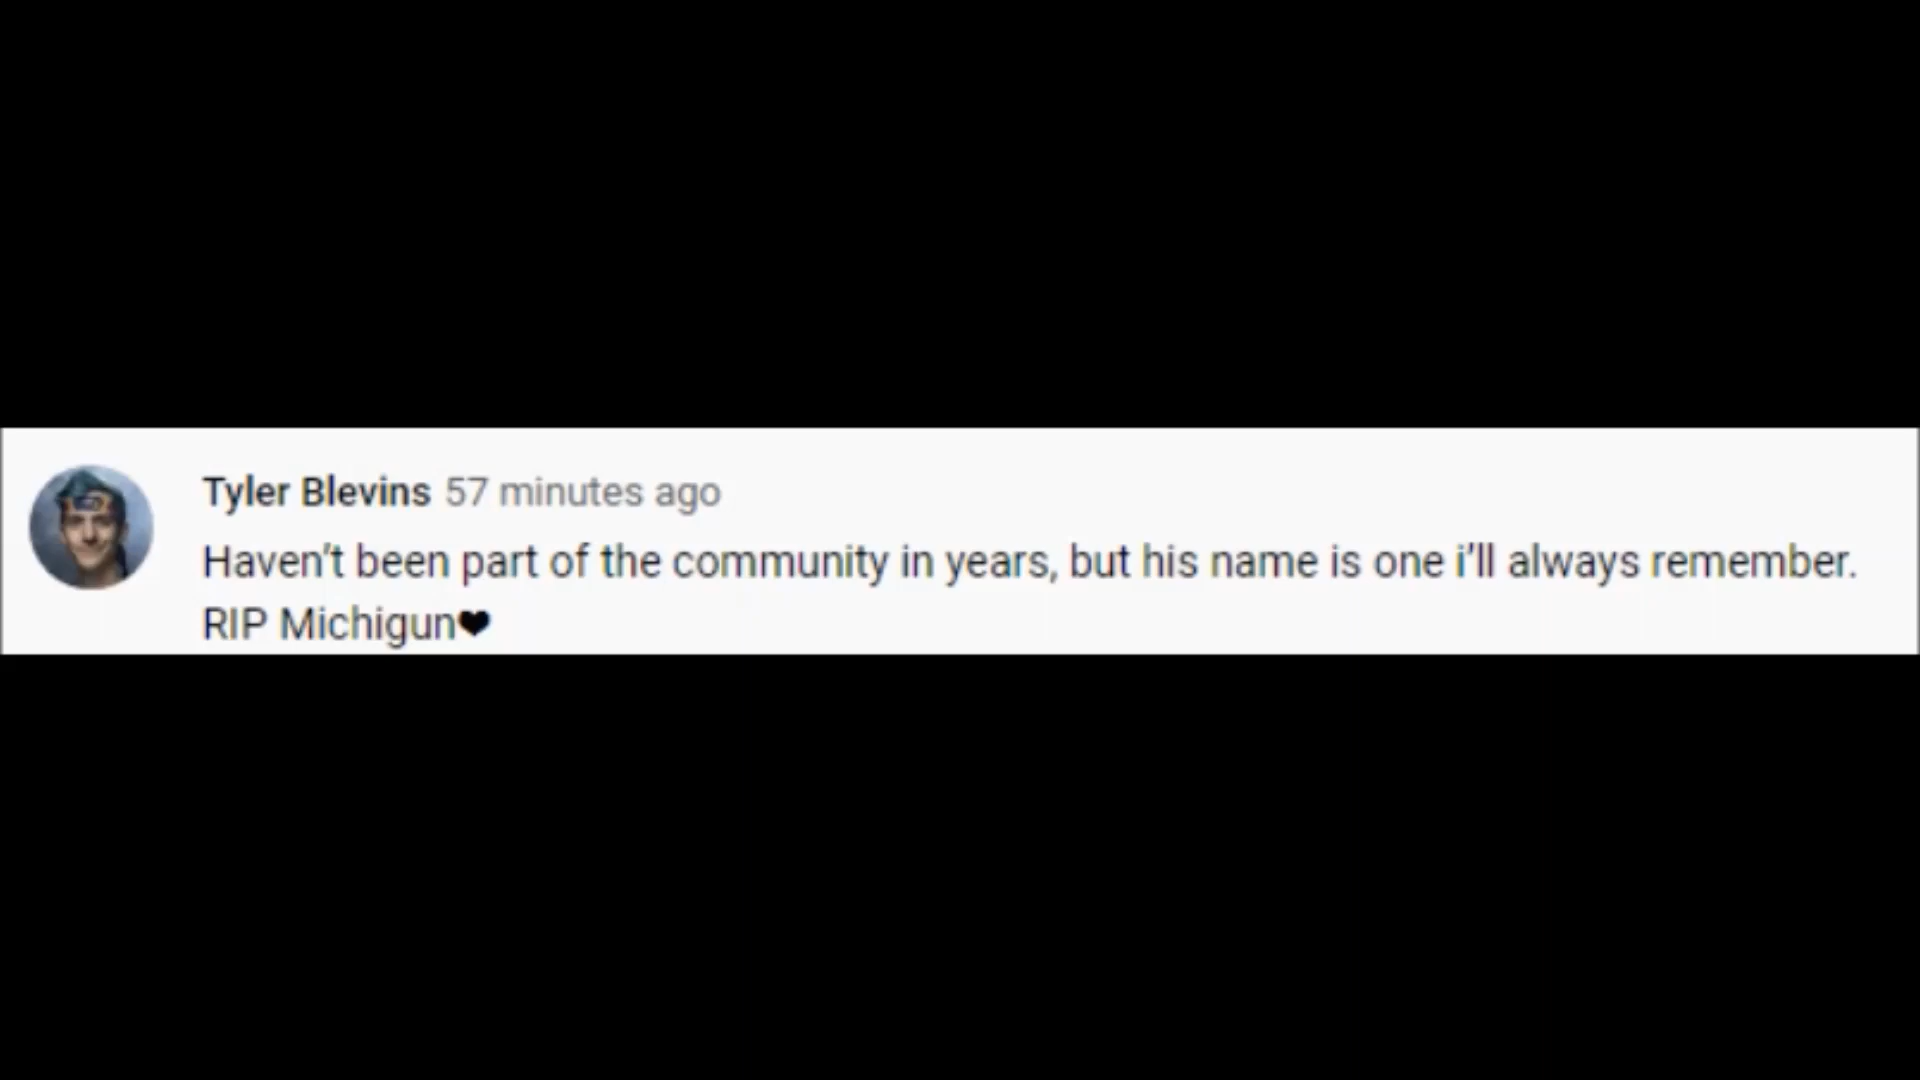 Tyler Blevins 57 minutes ago
Haven’t been part of the community in years, but his name is one i’ll always remember.
RIP Michigun❤